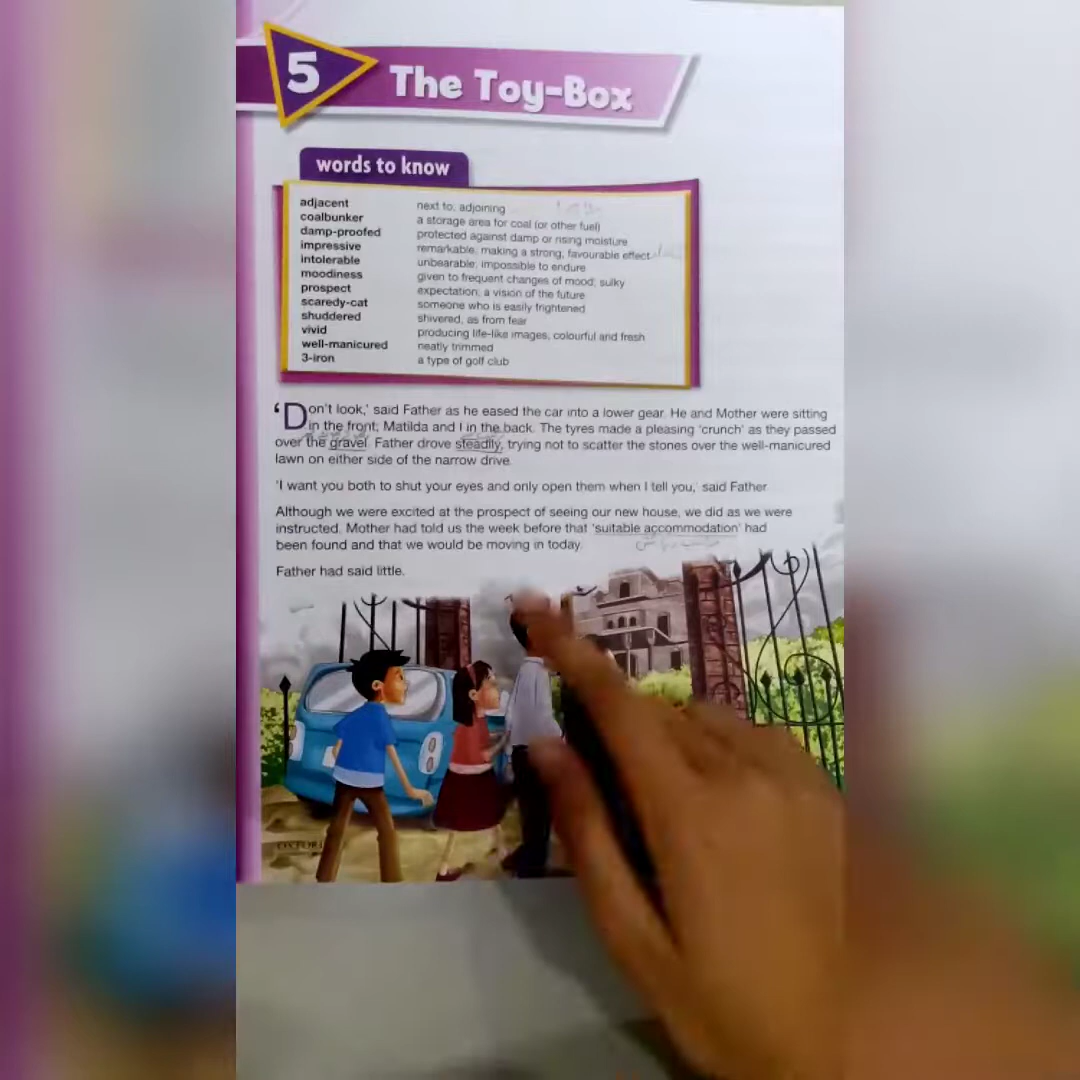 5
The Toy-Box
words to know
adjacent next to; adjoining
coalbunker a storage area for coal (or other fuel)
damp-proofed protected against damp or rising moisture
impressive remarkable; making a strong, favourable effect
intolerable unbearable; impossible to endure
moodiness given to frequent changes of mood; sulky
prospect expectation; a vision of the future
scaredy-cat someone who is easily frightened
shuddered shivered, as from fear
vivid producing life-like images; colourful and fresh
well-manicured neatly trimmed
3-iron a type of golf club
‘Don't look,’ said Father as he eased the car into a lower gear. He and Mother were sitting
in the front; Matilda and I in the back. The tyres made a pleasing ‘crunch’ as they passed
over the gravel. Father drove steadily, trying not to scatter the stones over the well-manicured
lawn on either side of the narrow drive.
‘I want you both to shut your eyes and only open them when I tell you,’ said Father.
Although we were excited at the prospect of seeing our new house, we did as we were
instructed. Mother had told us the week before that ‘suitable accommodation’ had
been found and that we would be moving in today.
Father had said little.